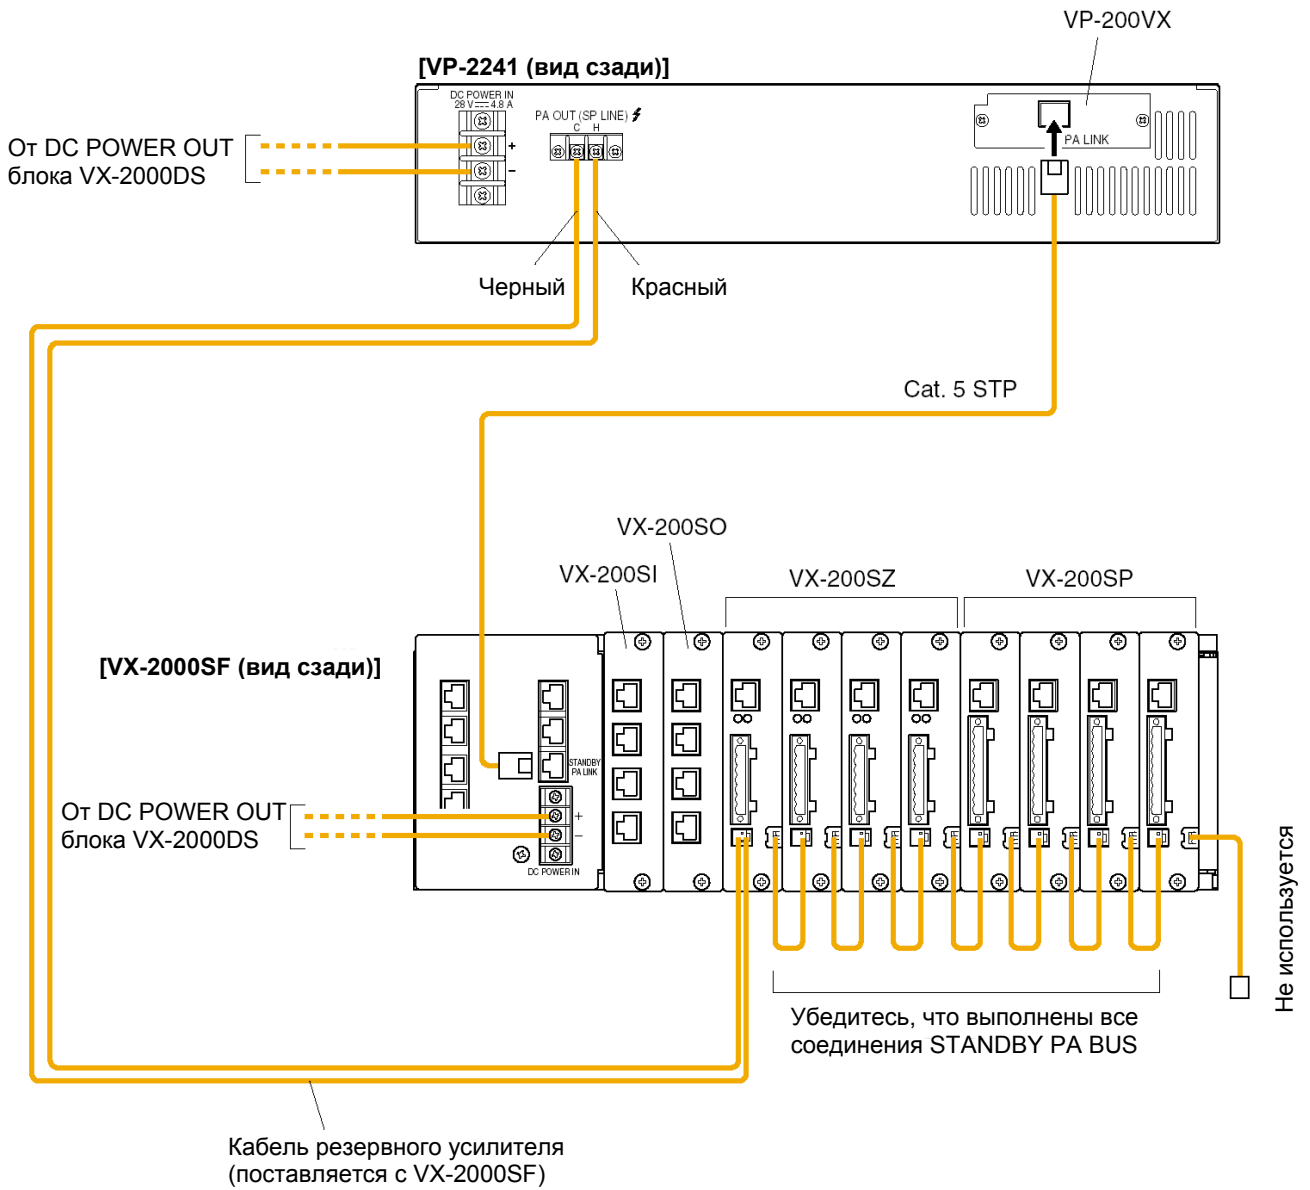 VP-200VX
[VP-2241 (вид сзади)]
DC POWER IN
28 V 4.8 A
PA OUT (SP LINE)
C H
+
−
PA LINK
От DC POWER OUT
блока VX-2000DS
Черный
Красный
Cat. 5 STP
VX-200SO
VX-200SI
VX-200SZ
VX-200SP
[VX-2000SF (вид сзади)]
STANDBY
PA LINK
От DC POWER OUT
блока VX-2000DS
+
−
DC POWER IN
Не используется
Убедитесь, что выполнены все
соединения STANDBY PA BUS
Кабель резервного усилителя
(поставляется с VX-2000SF)